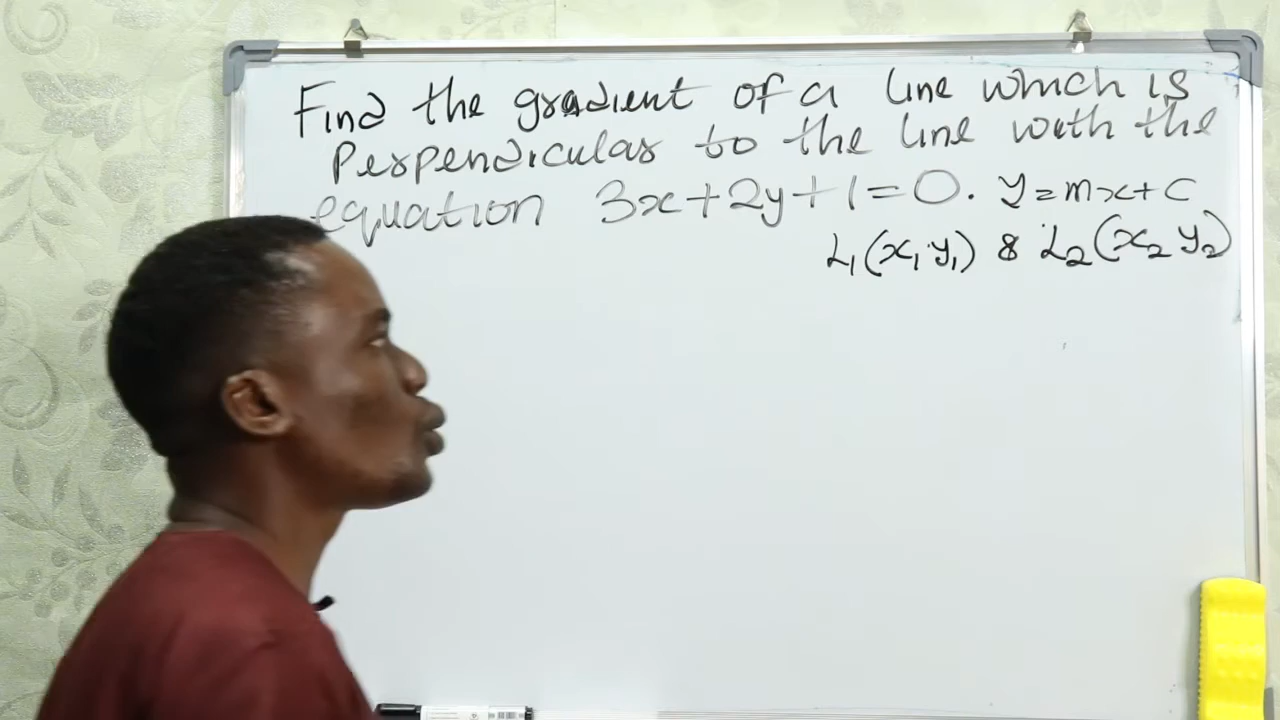 Find the gradient of a line which is
Perpendicular to the line with the
equation 3x+2y+1=0. y=mx+c
L₁(x₁ y₁) & L₂(x₂ y₂)